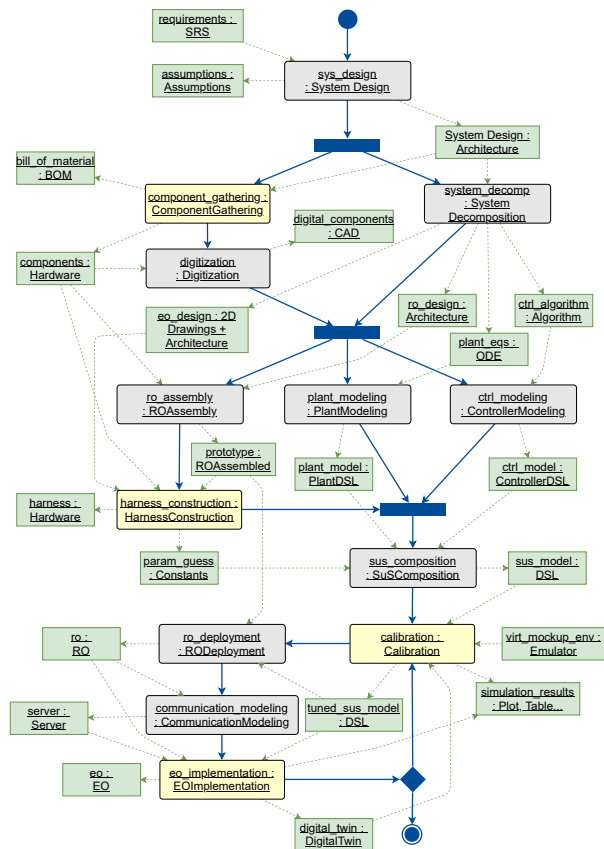 requirements :
SRS
assumptions :
Assumptions
sys_design
: System Design
System Design :
Architecture
bill_of_material
: BOM
component_gathering :
ComponentGathering
system_decomp
: System
Decomposition
digital_components
: CAD
components :
Hardware
digitization
: Digitization
eo_design : 2D
Drawings +
Architecture
ro_design :
Architecture
ctrl_algorithm
: Algorithm
plant_eqs :
ODE
ro_assembly :
ROAssembly
plant_modeling :
PlantModeling
ctrl_modeling
: ControllerModeling
prototype :
ROAssembled
plant_model :
PlantDSL
ctrl_model :
ControllerDSL
harness :
Hardware
harness_construction :
HarnessConstruction
param_guess
: Constants
sus_composition
: SuSComposition
sus_model :
DSL
ro :
RO
ro_deployment
: RODeployment
calibration :
Calibration
virt_mockup_env :
Emulator
server :
Server
communication_modeling
: CommunicationModeling
tuned_sus_model
: DSL
simulation_results
: Plot, Table...
eo :
EO
eo_implementation :
EOImplementation
digital_twin :
DigitalTwin